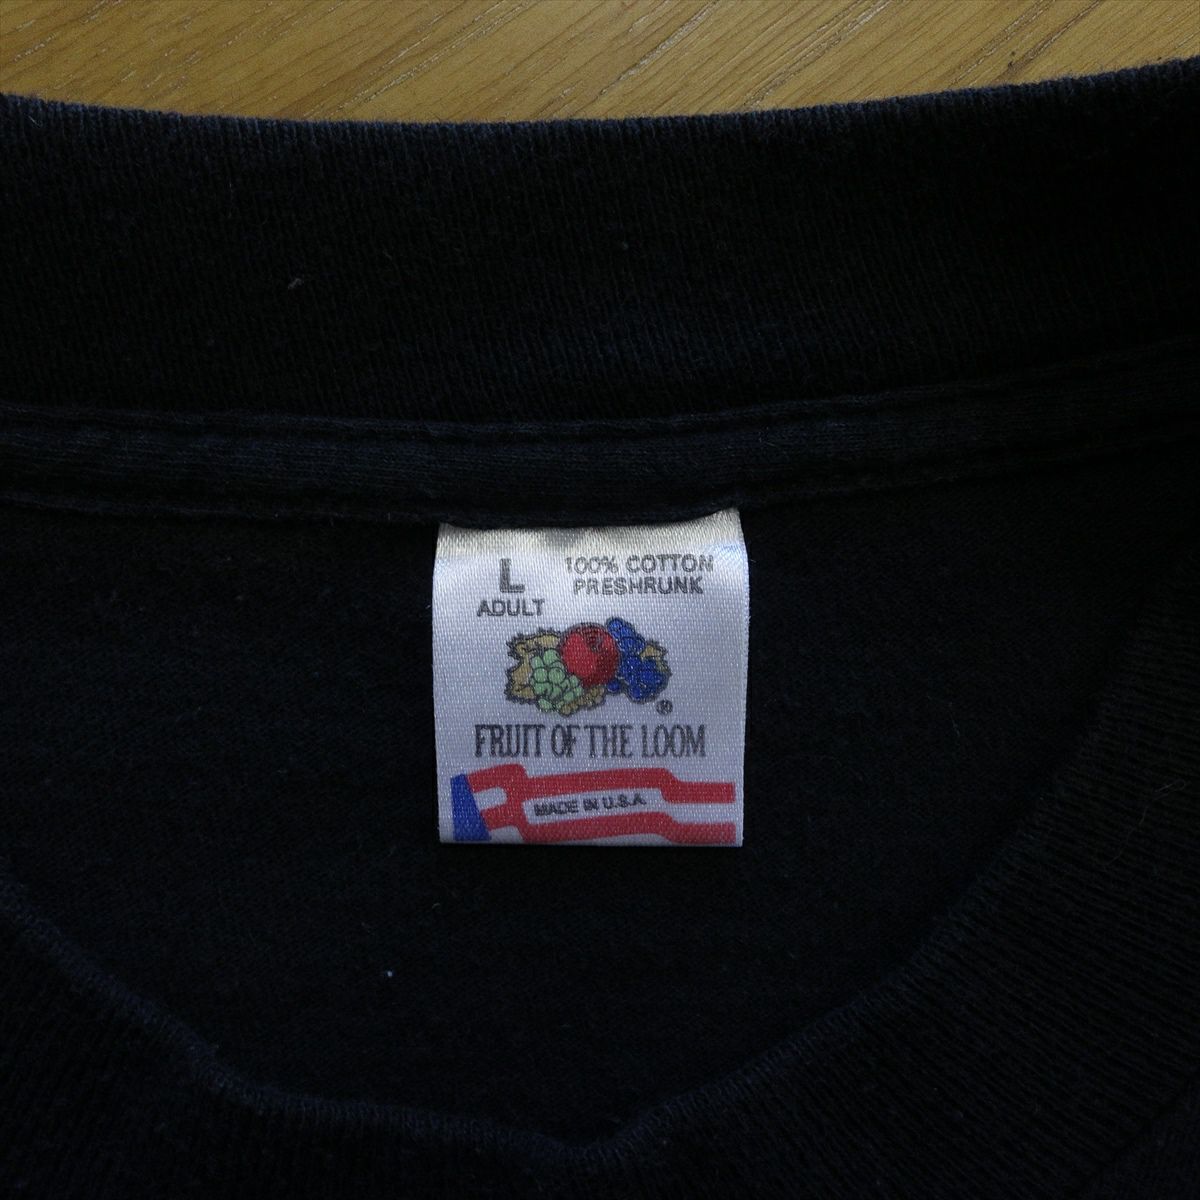 L
ADULT
100% COTTON
PRESHRUNK
®
FRUIT OF THE LOOM
MADE IN U.S.A.